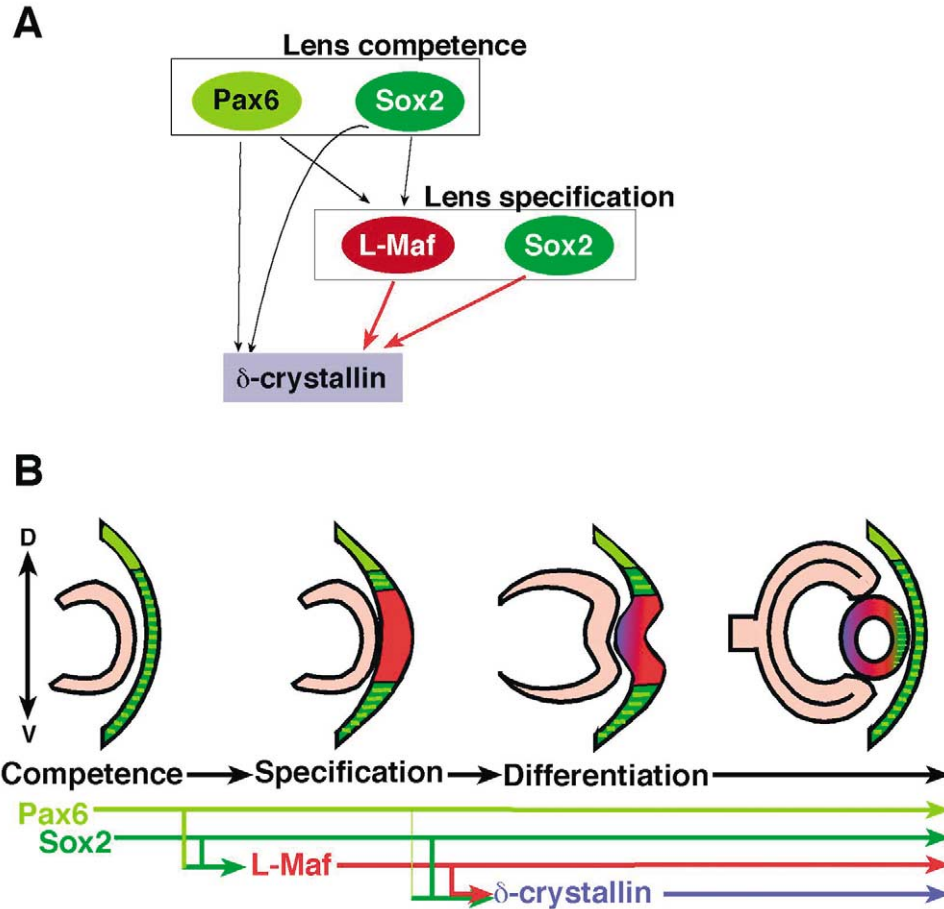 A
Lens competence
Pax6 Sox2
Lens specification
L-Maf Sox2
δ-crystallin
B
D
V
Competence Specification Differentiation
Pax6
Sox2
L-Maf
δ-crystallin